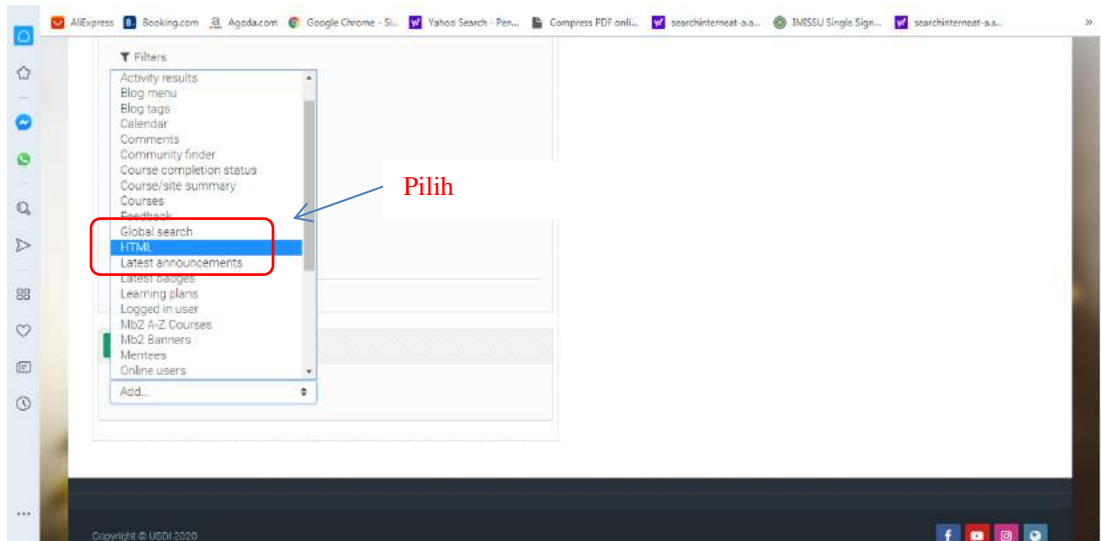 AliExpress Booking.com Agoda.com Google Chrome - Si... Yahoo Search - Pen... Compress PDF onli... searchinterneat-a.a... IMISSU Single Sign... searchinterneat-a.a... »
Filters
Activity results
Blog menu
Blog tags
Calendar
Comments
Community finder
Course completion status
Course/site summary
Courses
Feedback
Global search
HTML
Latest announcements
Latest badges
Learning plans
Logged in user
Mb2 A-Z Courses
Mb2 Banners
Mentees
Online users
Add...
Pilih
Copyright © USDI 2020